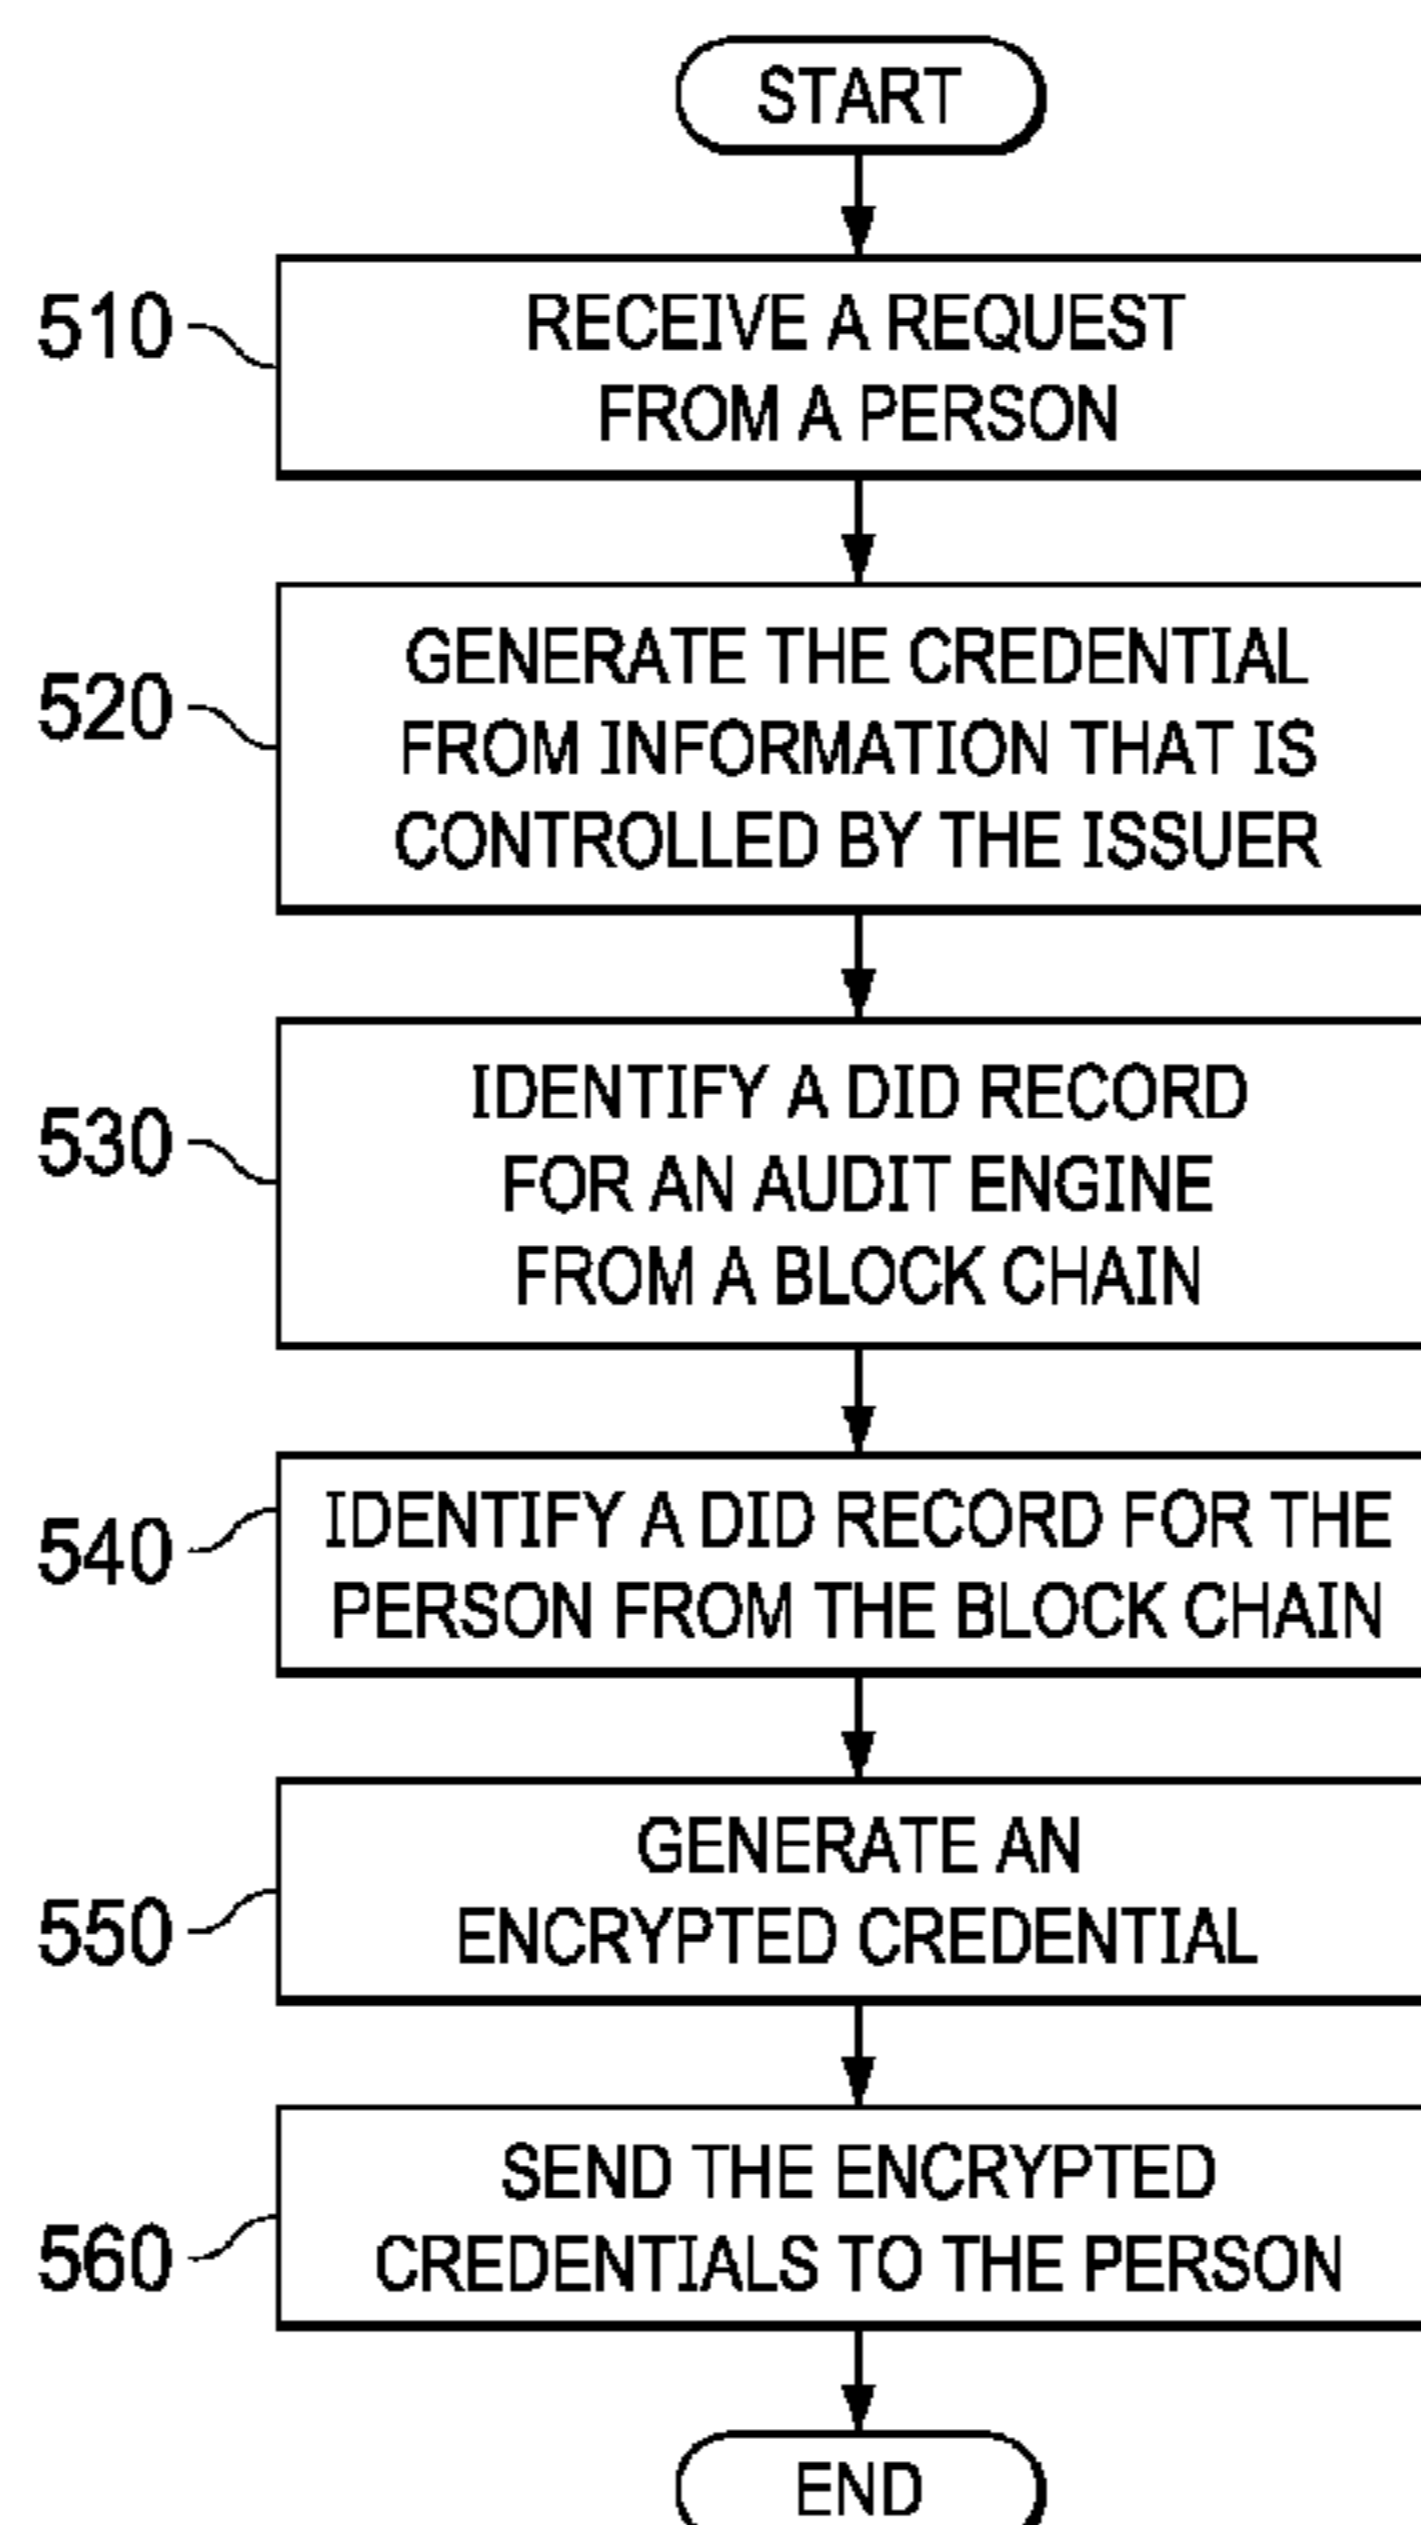 START
510
RECEIVE A REQUEST
FROM A PERSON
520
GENERATE THE CREDENTIAL
FROM INFORMATION THAT IS
CONTROLLED BY THE ISSUER
530
IDENTIFY A DID RECORD
FOR AN AUDIT ENGINE
FROM A BLOCK CHAIN
540
IDENTIFY A DID RECORD FOR THE
PERSON FROM THE BLOCK CHAIN
550
GENERATE AN
ENCRYPTED CREDENTIAL
560
SEND THE ENCRYPTED
CREDENTIALS TO THE PERSON
END